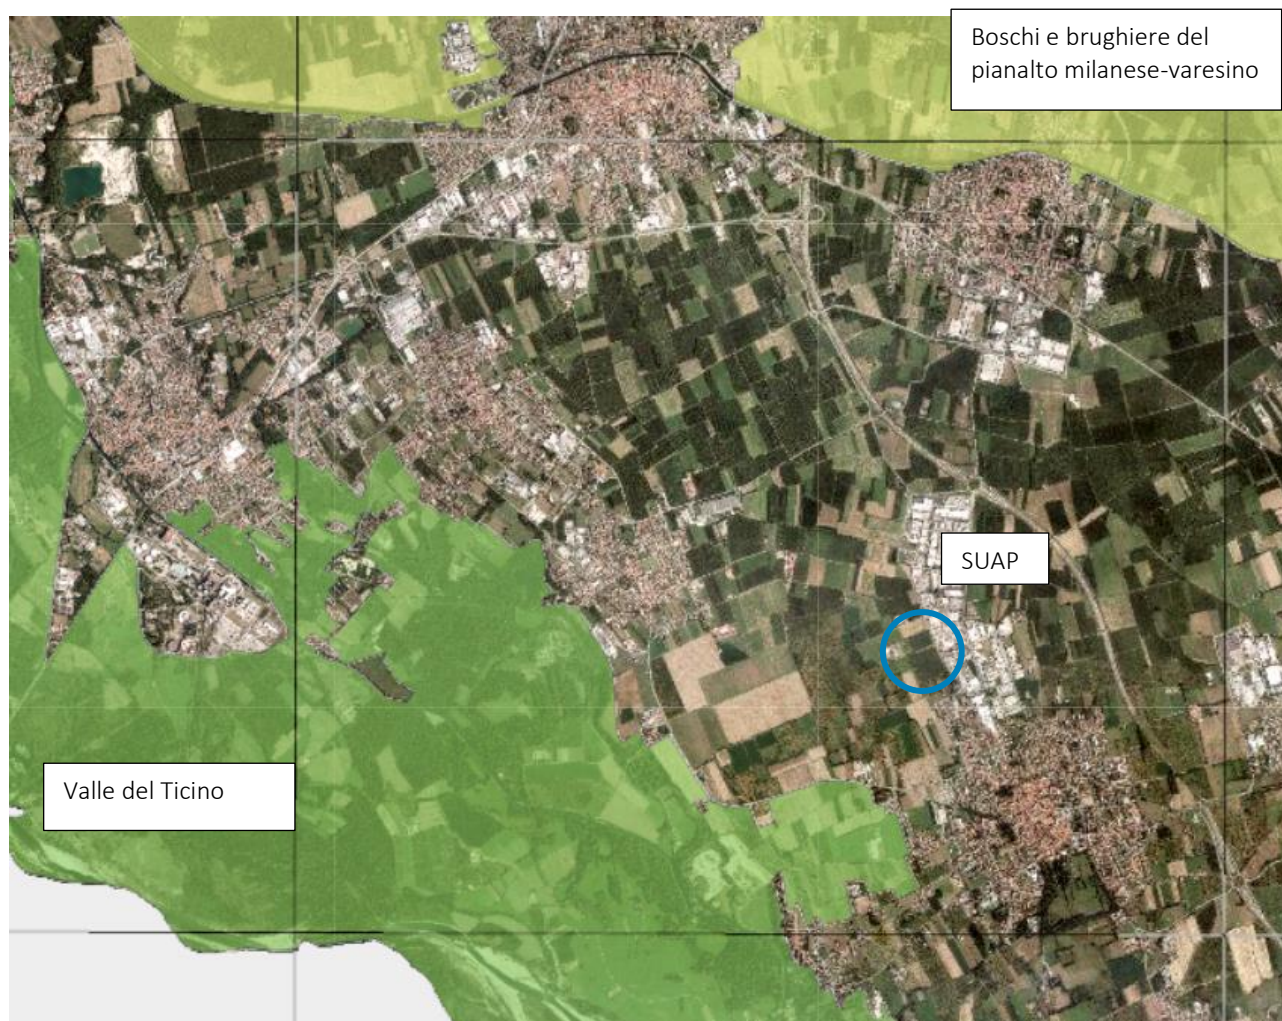 Boschi e brughiere del
pianalto milanese-varesino
SUAP
Valle del Ticino